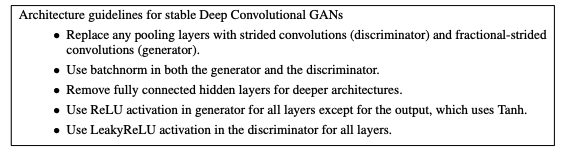 Architecture guidelines for stable Deep Convolutional GANs
• Replace any pooling layers with strided convolutions (discriminator) and fractional-strided
convolutions (generator).
• Use batchnorm in both the generator and the discriminator.
• Remove fully connected hidden layers for deeper architectures.
• Use ReLU activation in generator for all layers except for the output, which uses Tanh.
• Use LeakyReLU activation in the discriminator for all layers.